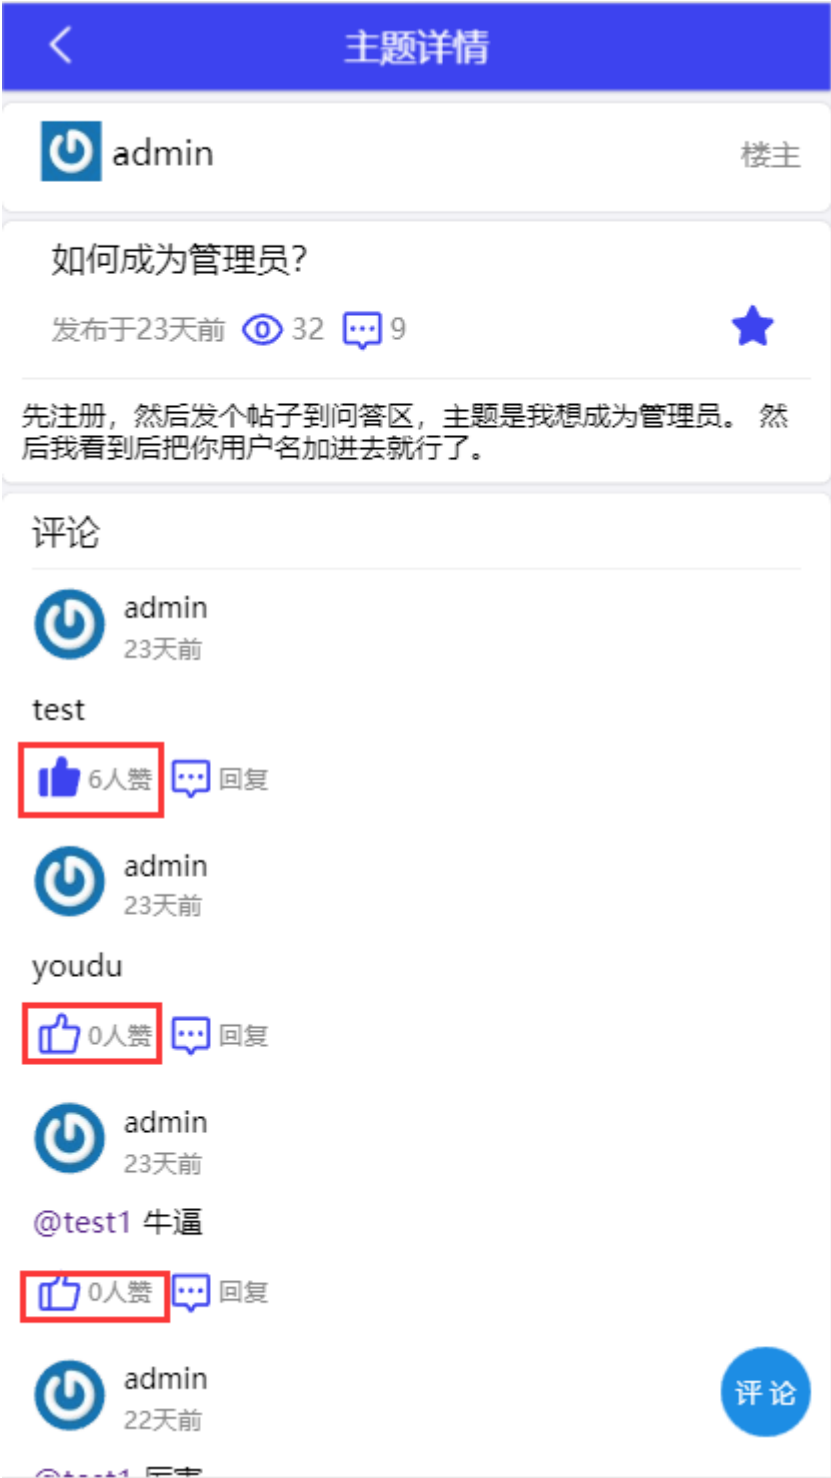 主题详情
admin
楼主
如何成为管理员?
发布于23天前 32 9
先注册，然后发个帖子到问答区，主题是我想成为管理员。 然
后我看到后把你用户名加进去就行了。
评论
admin
23天前
test
6人赞 回复
admin
23天前
youdu
0人赞 回复
admin
23天前
@test1 牛逼
0人赞 回复
admin
22天前
评论